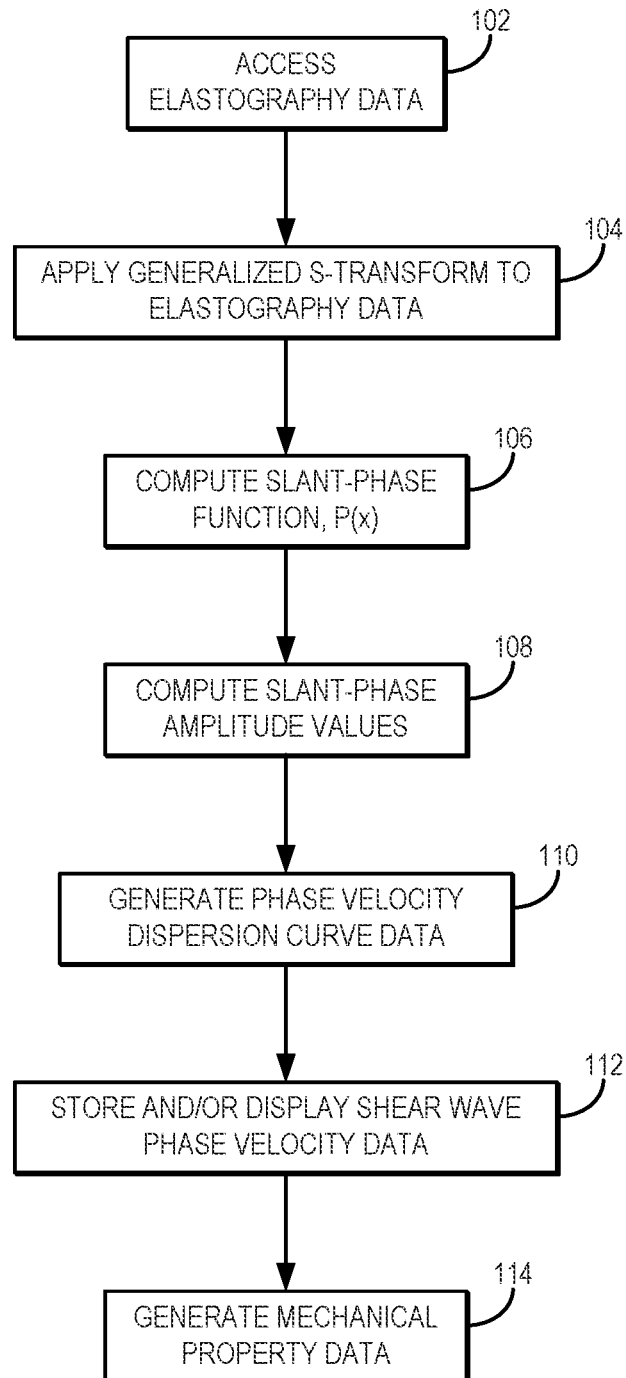 102
ACCESS
ELASTOGRAPHY DATA
104
APPLY GENERALIZED S-TRANSFORM TO
ELASTOGRAPHY DATA
106
COMPUTE SLANT-PHASE
FUNCTION, P(x)
108
COMPUTE SLANT-PHASE
AMPLITUDE VALUES
110
GENERATE PHASE VELOCITY
DISPERSION CURVE DATA
112
STORE AND/OR DISPLAY SHEAR WAVE
PHASE VELOCITY DATA
114
GENERATE MECHANICAL
PROPERTY DATA